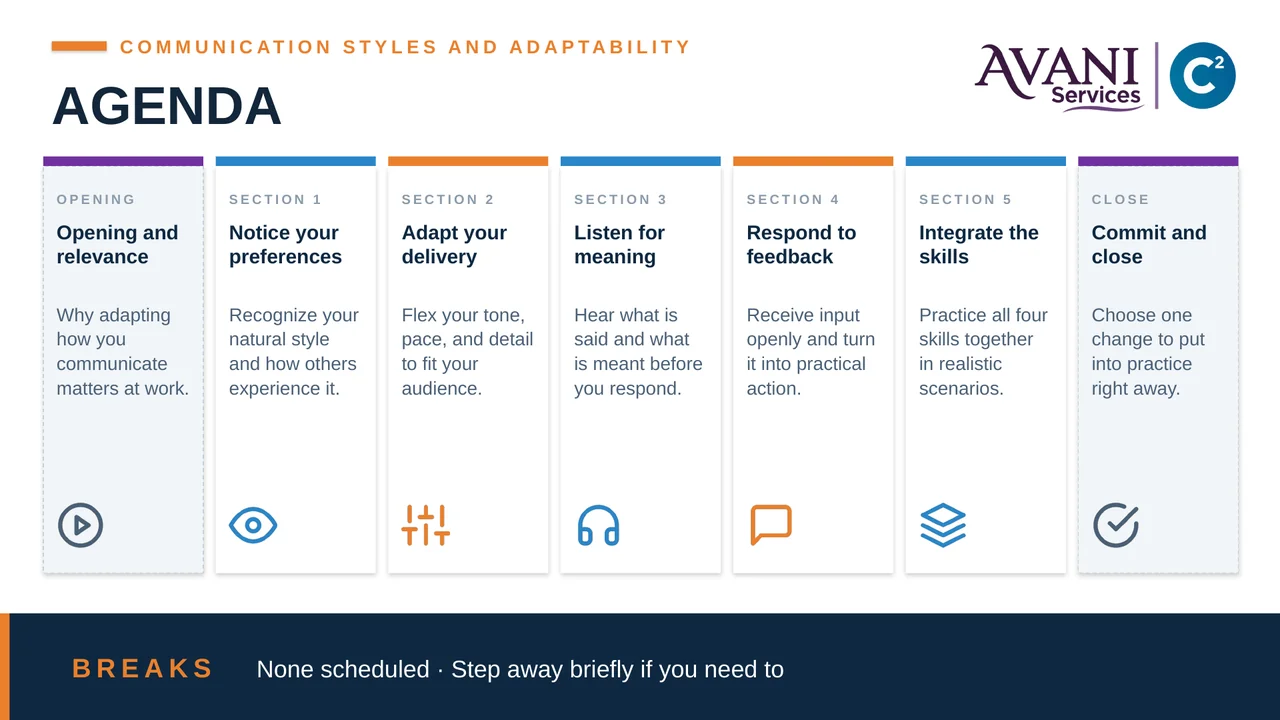 COMMUNICATION STYLES AND ADAPTABILITY
AGENDA
AVANI
Services
C²
OPENING
Opening and
relevance
Why adapting
how you
communicate
matters at work.
SECTION 1
Notice your
preferences
Recognize your
natural style
and how others
experience it.
SECTION 2
Adapt your
delivery
Flex your tone,
pace, and detail
to fit your
audience.
SECTION 3
Listen for
meaning
Hear what is
said and what
is meant before
you respond.
SECTION 4
Respond to
feedback
Receive input
openly and turn
it into practical
action.
SECTION 5
Integrate the
skills
Practice all four
skills together
in realistic
scenarios.
CLOSE
Commit and
close
Choose one
change to put
into practice
right away.
BREAKS
None scheduled · Step away briefly if you need to